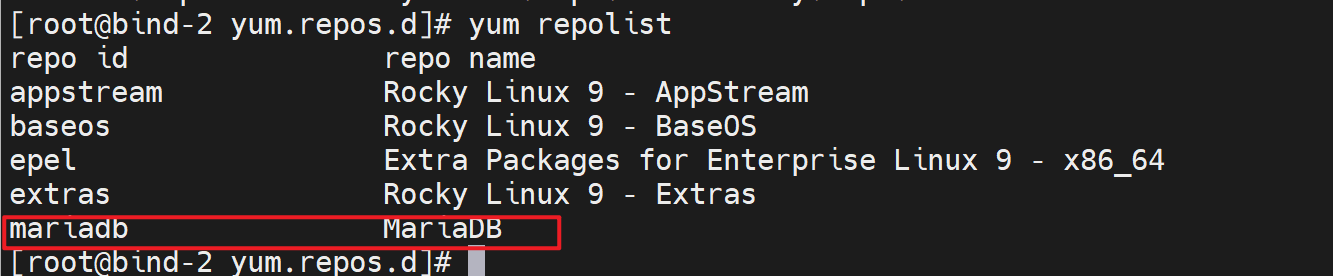 [root@bind-2 yum.repos.d]# yum repolist
repo id                repo name
appstream              Rocky Linux 9 - AppStream
baseos                 Rocky Linux 9 - BaseOS
epel                   Extra Packages for Enterprise Linux 9 - x86_64
extras                 Rocky Linux 9 - Extras
mariadb                MariaDB
[root@bind-2 yum.repos.d]#